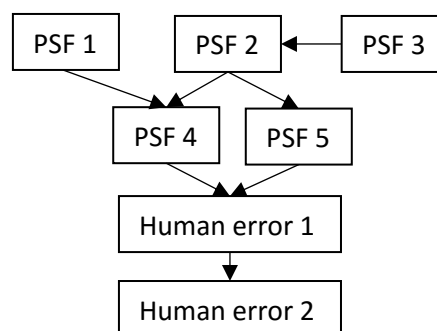 PSF 1
PSF 2
PSF 3
PSF 4
PSF 5
Human error 1
Human error 2